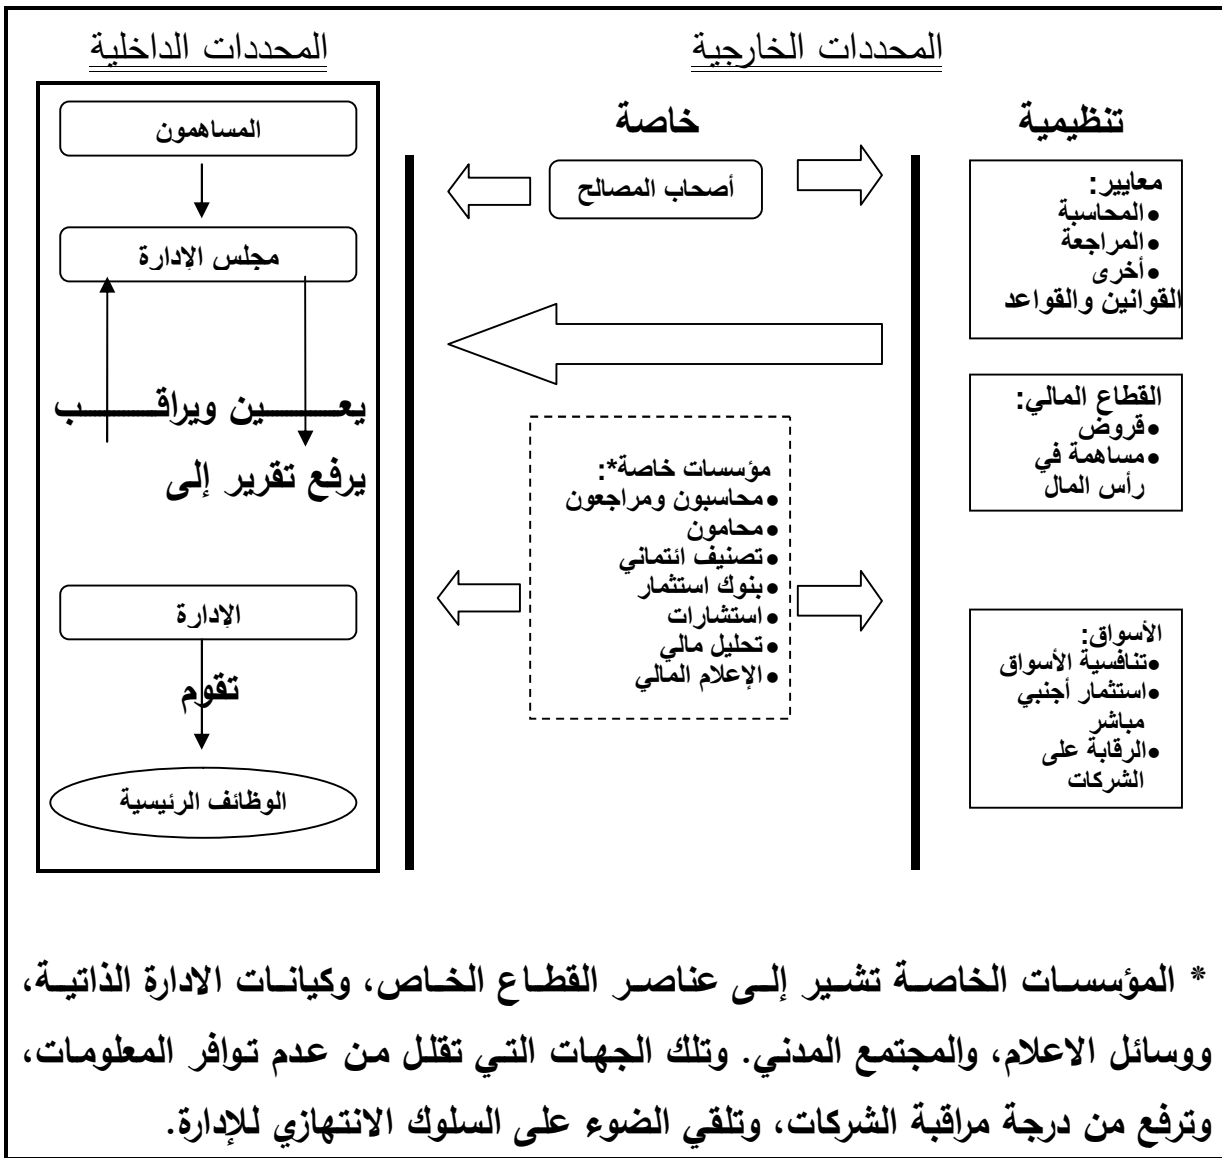 المحددات الخارجية
المحددات الداخلية
تنظيمية
خاصة
معايير:
●المحاسبة
●المراجعة
●أخرى
القوانين والقواعد
القطاع المالي:
●قروض
●مساهمة في
رأس المال
الأسواق:
●تنافسية الأسواق
●استثمار أجنبي
مباشر
●الرقابة على
الشركات
أصحاب المصالح
مؤسسات خاصة*:
●محاسبون ومراجعون
●محامون
●تصنيف ائتماني
●بنوك استثمار
●استشارات
●تحليل مالي
●الإعلام المالي
المساهمون
مجلس الإدارة
يعـــــين ويراقـــــب
يرفع تقرير إلى
الإدارة
تقوم
الوظائف الرئيسية
* المؤسسات الخاصة تشير إلى عناصر القطاع الخاص، وكيانات الادارة الذاتية،
ووسائل الاعلام، والمجتمع المدني. وتلك الجهات التي تقلل من عدم توافر المعلومات،
وترفع من درجة مراقبة الشركات، وتلقي الضوء على السلوك الانتهازي للإدارة.